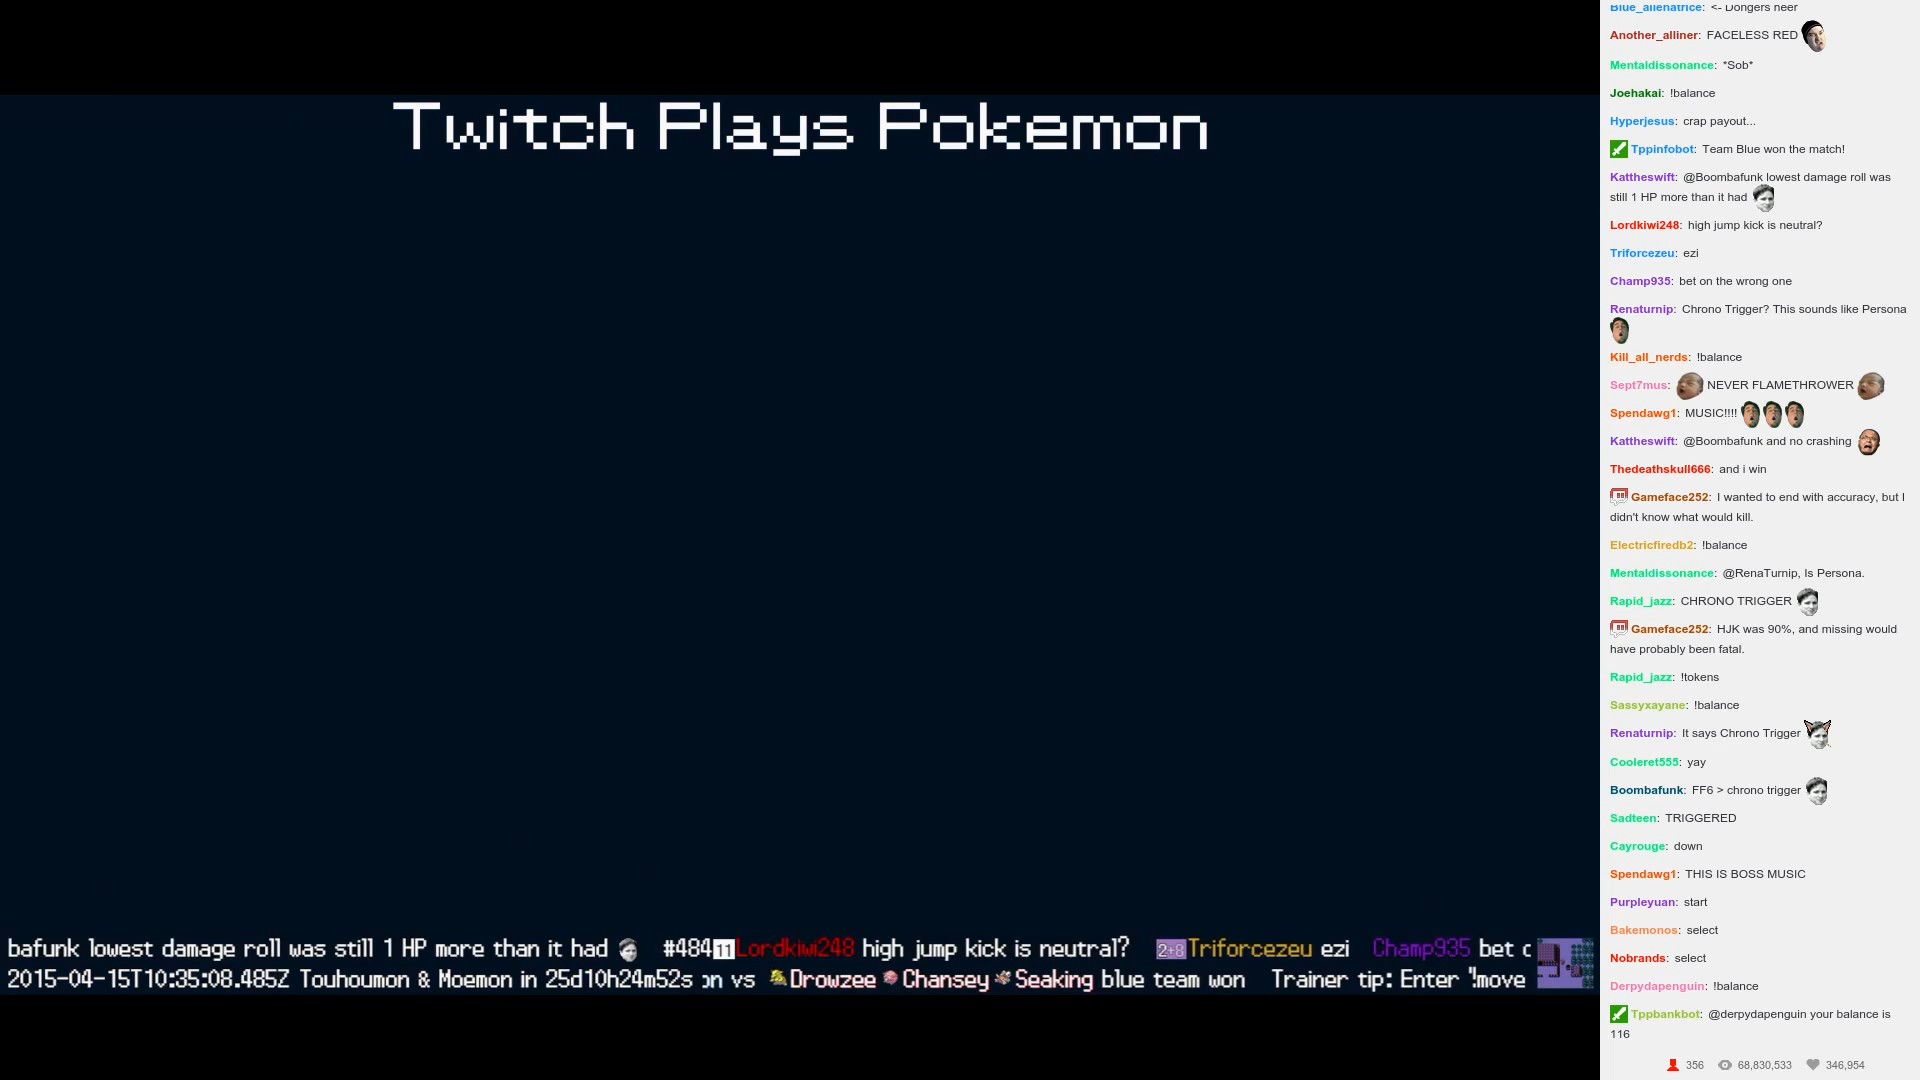 Twitch Plays Pokemon
bafunk lowest damage roll was still 1 HP more than it had #484 11 Lordkiwi248 high jump kick is neutral? 2+8 Triforcezeu ezi Champ935 bet c
2015-04-15T10:35:08.485Z Touhoumon & Moemon in 25d10h24m52s on vs Drowzee Chansey Seaking blue team won Trainer tip: Enter '!move
Blue_alienatrice: <- Dongers heer
Another_alliner: FACELESS RED
Mentaldissonance: *Sob*
Joehakai: !balance
Hyperjesus: crap payout...
Tppinfobot: Team Blue won the match!
Kattheswift: @Boombafunk lowest damage roll was
still 1 HP more than it had
Lordkiwi248: high jump kick is neutral?
Triforcezeu: ezi
Champ935: bet on the wrong one
Renaturnip: Chrono Trigger? This sounds like Persona
Kill_all_nerds: !balance
Sept7mus: NEVER FLAMETHROWER
Spendawg1: MUSIC!!!!
Kattheswift: @Boombafunk and no crashing
Thedeathskull666: and i win
Gameface252: I wanted to end with accuracy, but I
didn't know what would kill.
Electricfiredb2: !balance
Mentaldissonance: @RenaTurnip, Is Persona.
Rapid_jazz: CHRONO TRIGGER
Gameface252: HJK was 90%, and missing would
have probably been fatal.
Rapid_jazz: !tokens
Sassyxayane: !balance
Renaturnip: It says Chrono Trigger
Cooleret555: yay
Boombafunk: FF6 > chrono trigger
Sadteen: TRIGGERED
Cayrouge: down
Spendawg1: THIS IS BOSS MUSIC
Purpleyuan: start
Bakemonos: select
Nobrands: select
Derpydapenguin: !balance
Tppbankbot: @derpydapenguin your balance is
116
356 68,830,533 346,954